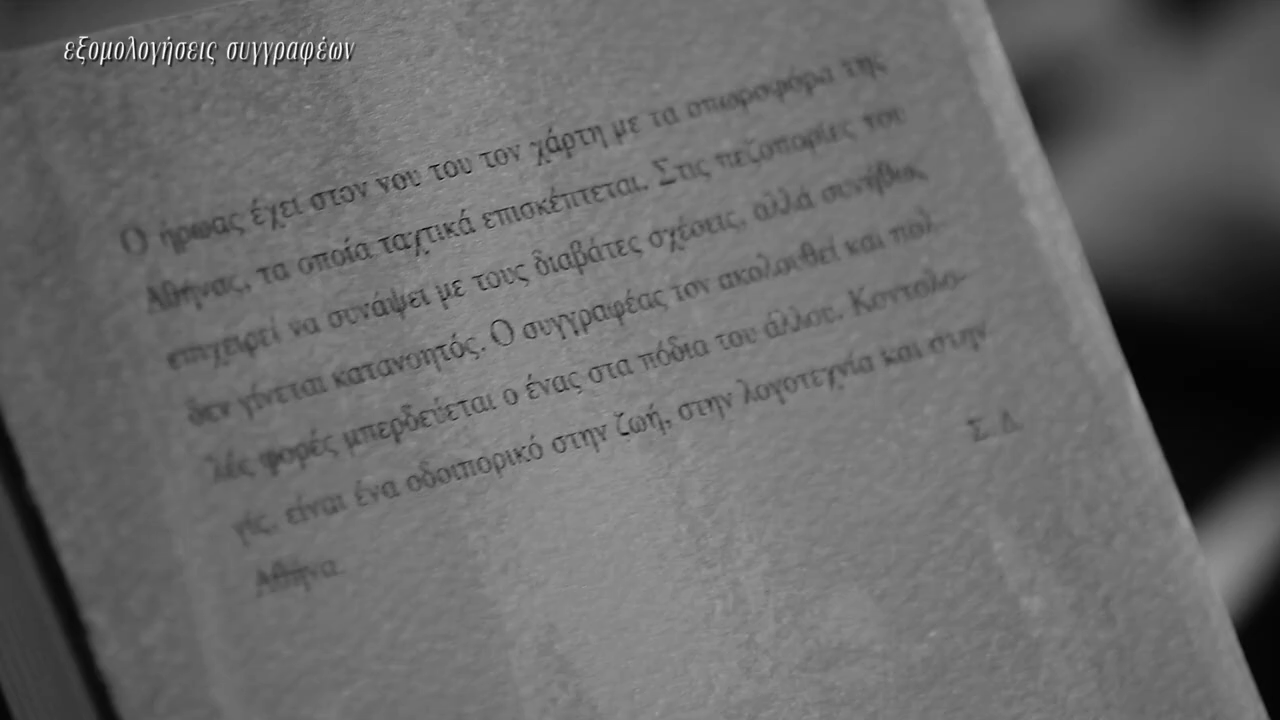 εξομολογήσεις συγγραφέων
Ο ήρωας έχει στον νου του τον χάρτη με τα οπωροφόρα της
Αθήνας, τα οποία ταχτικά επισκέπτεται. Στις πεζοπορίες του
επιχειρεί να συνάψει με τους διαβάτες σχέσεις, αλλά συνήθως
δεν γίνεται κατανοητός. Ο συγγραφέας τον ακολουθεί και πολ-
λές φορές μπερδεύεται ο ένας στα πόδια του άλλου. Κοντολο-
γίς, είναι ένα οδοιπορικό στην ζωή, στην λογοτεχνία και στην
Αθήνα.
Σ. Δ.